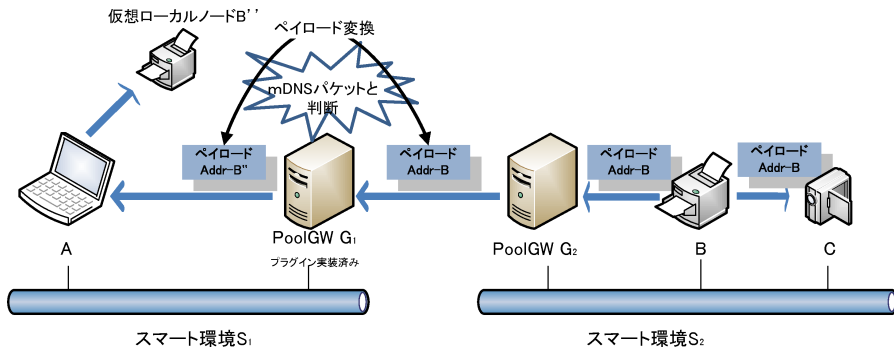 仮想ローカルノードB''
ペイロード変換
mDNSパケットと
判断
ペイロード
Addr-B''
ペイロード
Addr-B
ペイロード
Addr-B
ペイロード
Addr-B
A
PoolGW G1
プラグイン実装済み
PoolGW G2
B
C
スマート環境S1
スマート環境S2